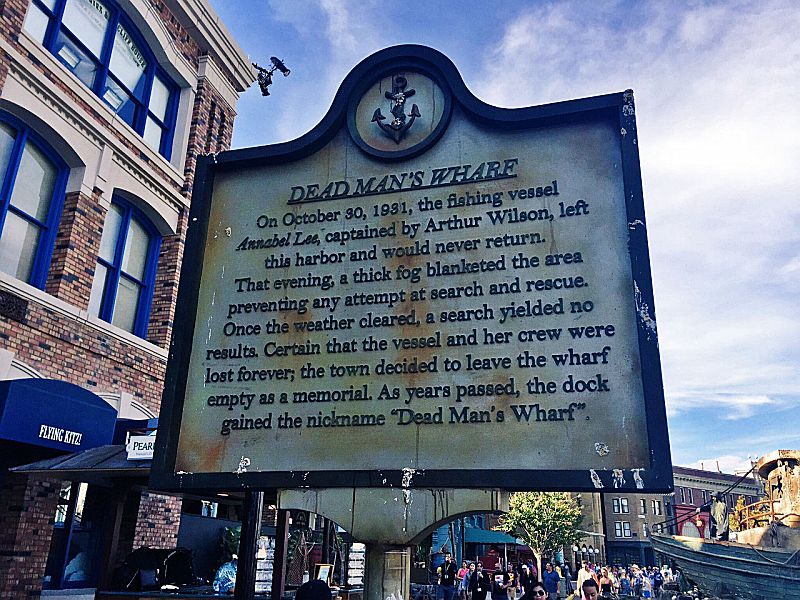 DEAD MAN'S WHARF
On October 30, 1931, the fishing vessel
Annabel Lee, captained by Arthur Wilson, left
this harbor and would never return.
That evening, a thick fog blanketed the area
preventing any attempt at search and rescue.
Once the weather cleared, a search yielded no
results. Certain that the vessel and her crew were
lost forever; the town decided to leave the wharf
empty as a memorial. As years passed, the dock
gained the nickname "Dead Man's Wharf".
FLYING KITZ!